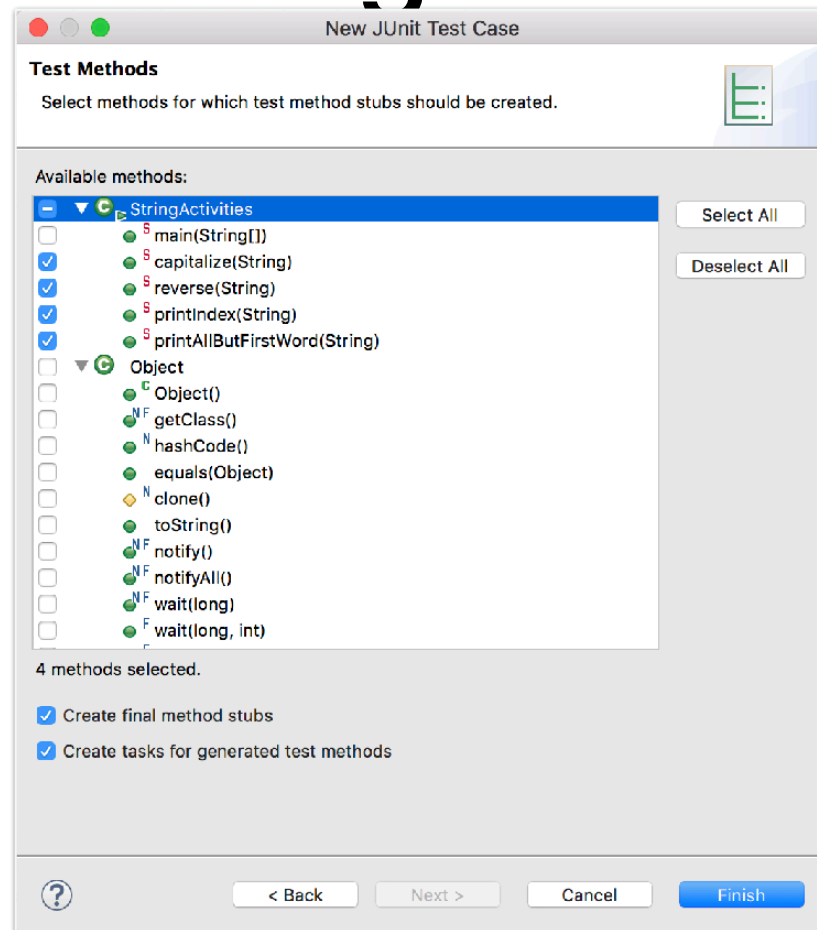 New JUnit Test Case
Test Methods
Select methods for which test method stubs should be created.
Available methods:
StringActivities
S main(String[])
S capitalize(String)
S reverse(String)
S printIndex(String)
S printAllButFirstWord(String)
Object
C Object()
N F getClass()
N hashCode()
equals(Object)
N clone()
toString()
N F notify()
N F notifyAll()
N F wait(long)
F wait(long, int)
Select All
Deselect All
4 methods selected.
Create final method stubs
Create tasks for generated test methods
? < Back Next > Cancel Finish